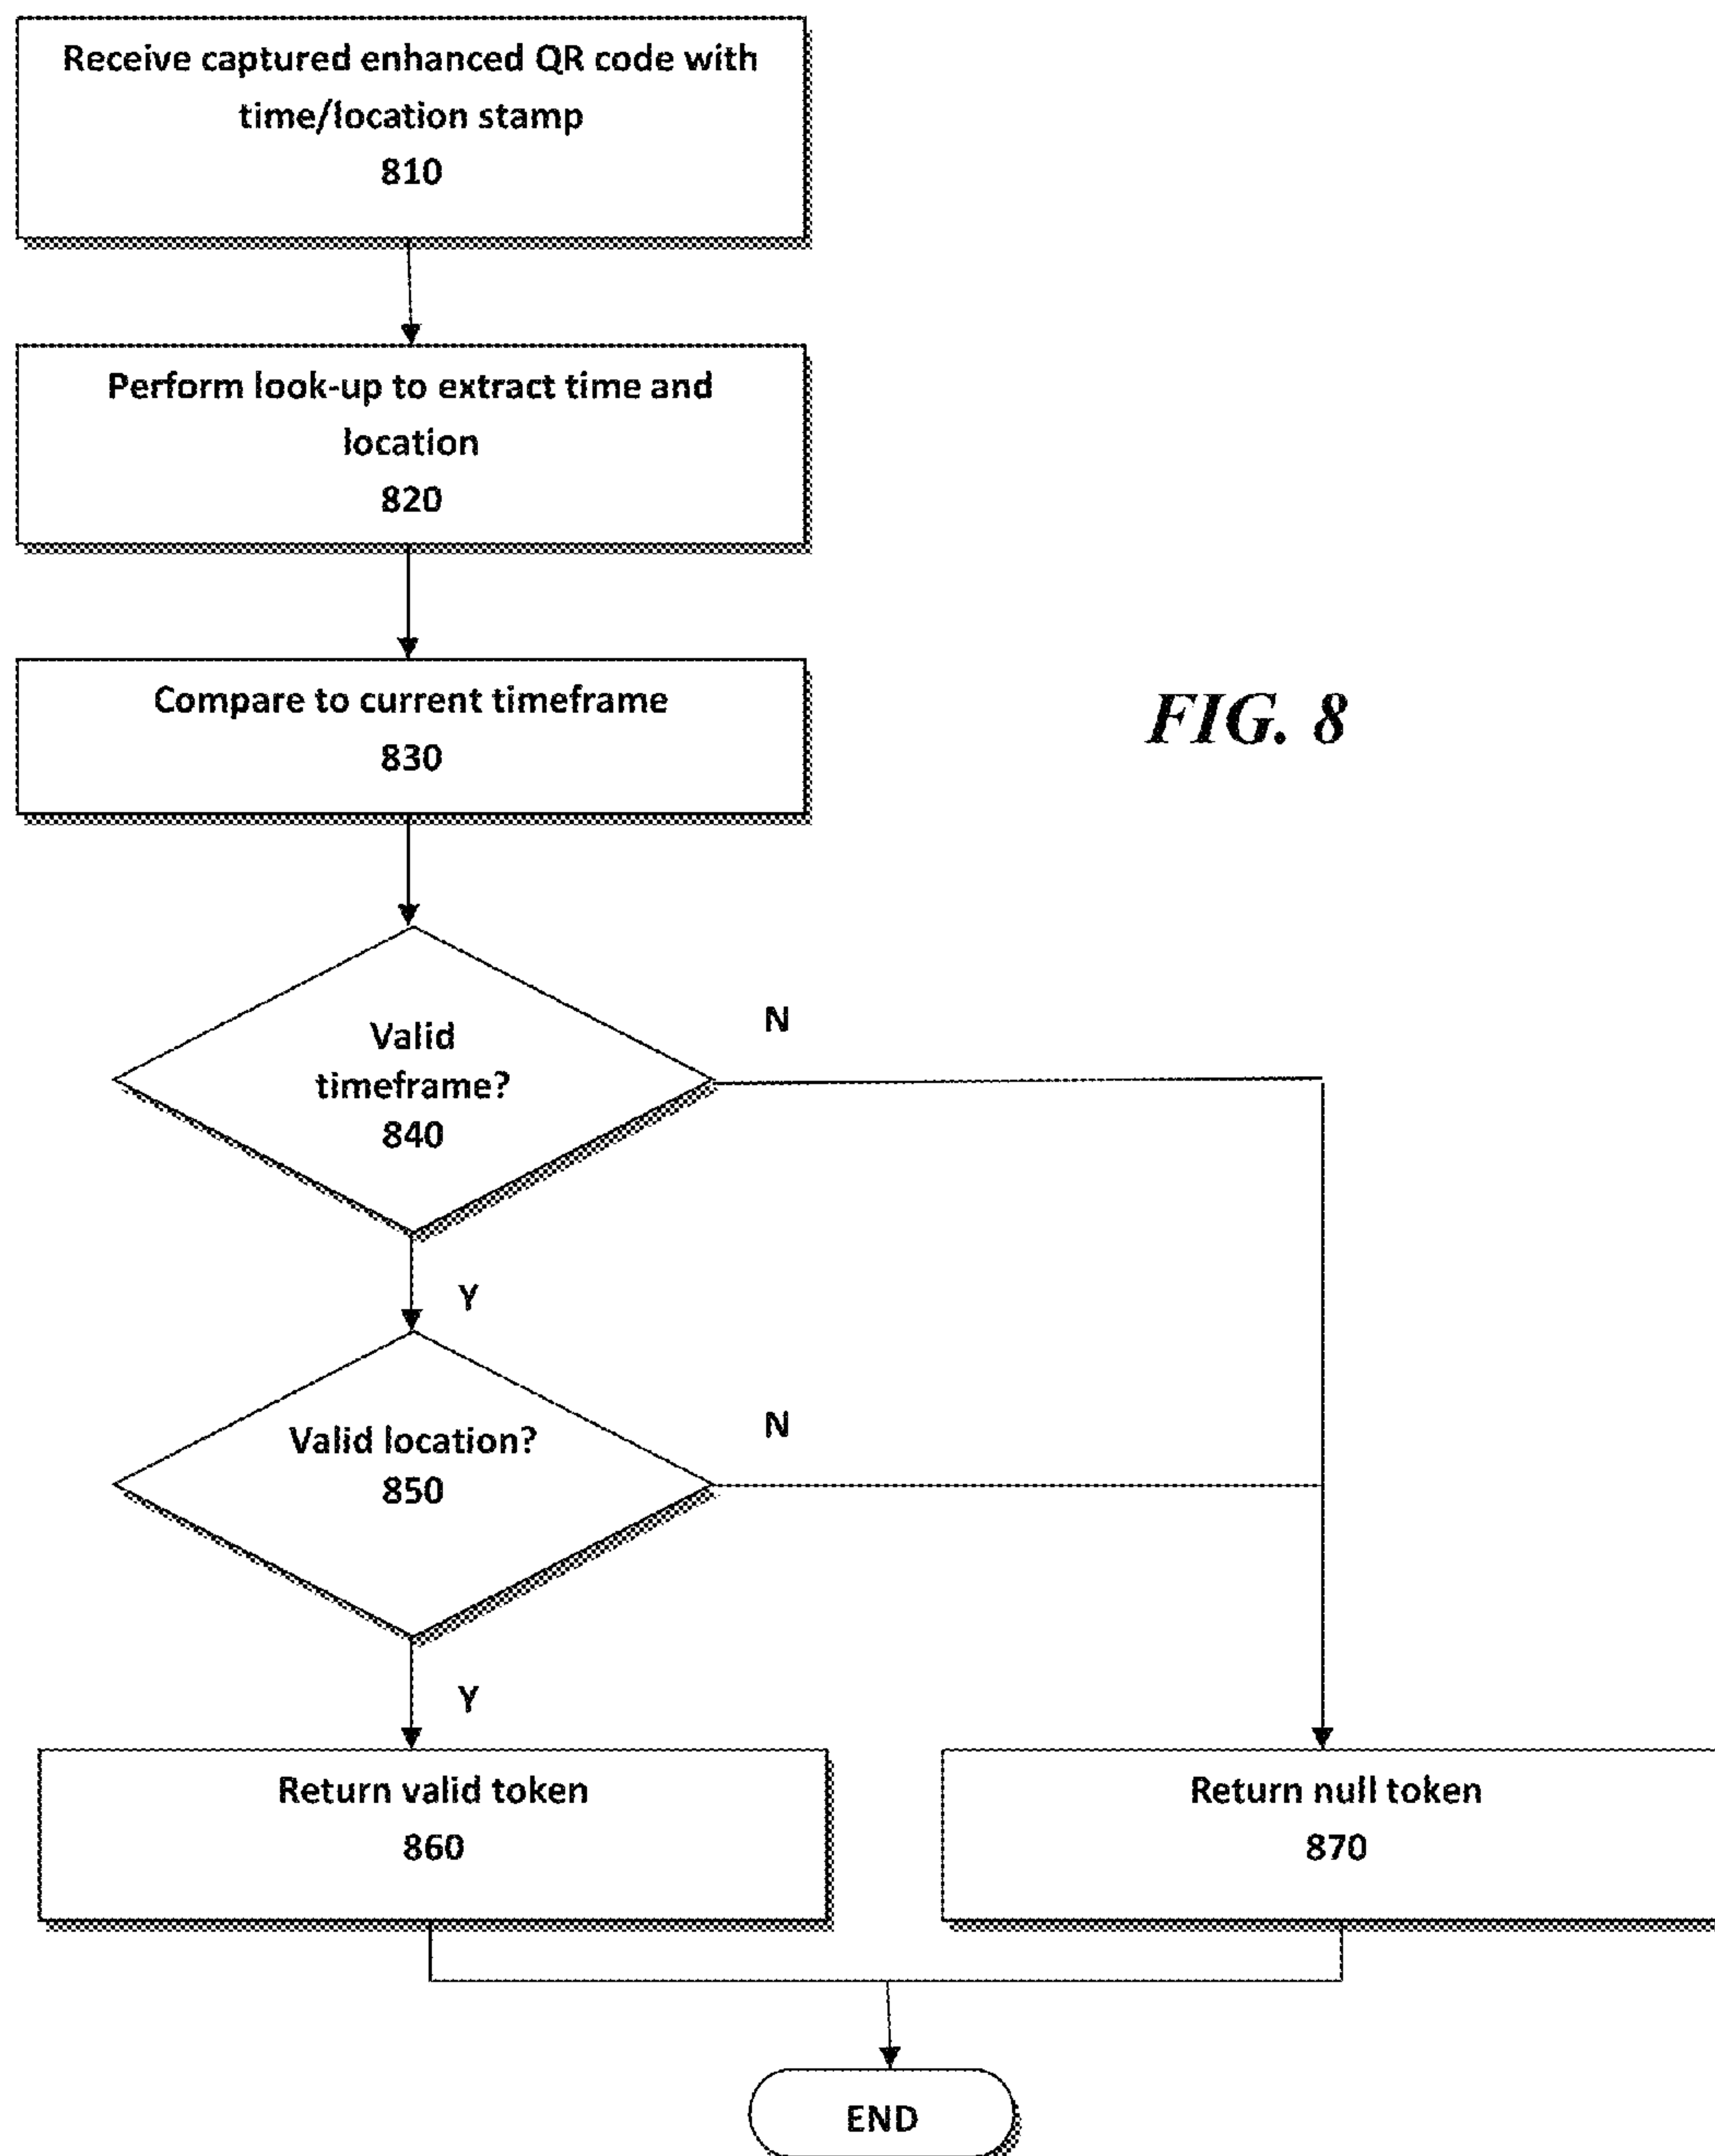 Receive captured enhanced QR code with
time/location stamp
810
Perform look-up to extract time and
location
820
Compare to current timeframe
830
FIG. 8
Valid
timeframe?
840
N
Y
Valid location?
850
N
Y
Return valid token
860
Return null token
870
END